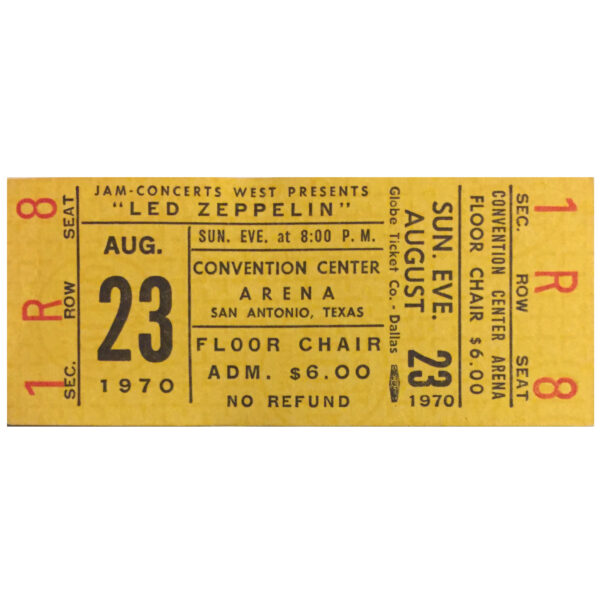 8 SEAT
R ROW
1 SEC.
JAM-CONCERTS WEST PRESENTS
"LED ZEPPELIN"
AUG.
23
1970
SUN. EVE. at 8:00 P. M.
CONVENTION CENTER
ARENA
SAN ANTONIO, TEXAS
FLOOR CHAIR
ADM. $6.00
NO REFUND
Globe Ticket Co. - Dallas
SUN. EVE.
AUGUST
23
1970
CONVENTION CENTER ARENA
FLOOR CHAIR $6.00
SEC. 1
ROW R
SEAT 8